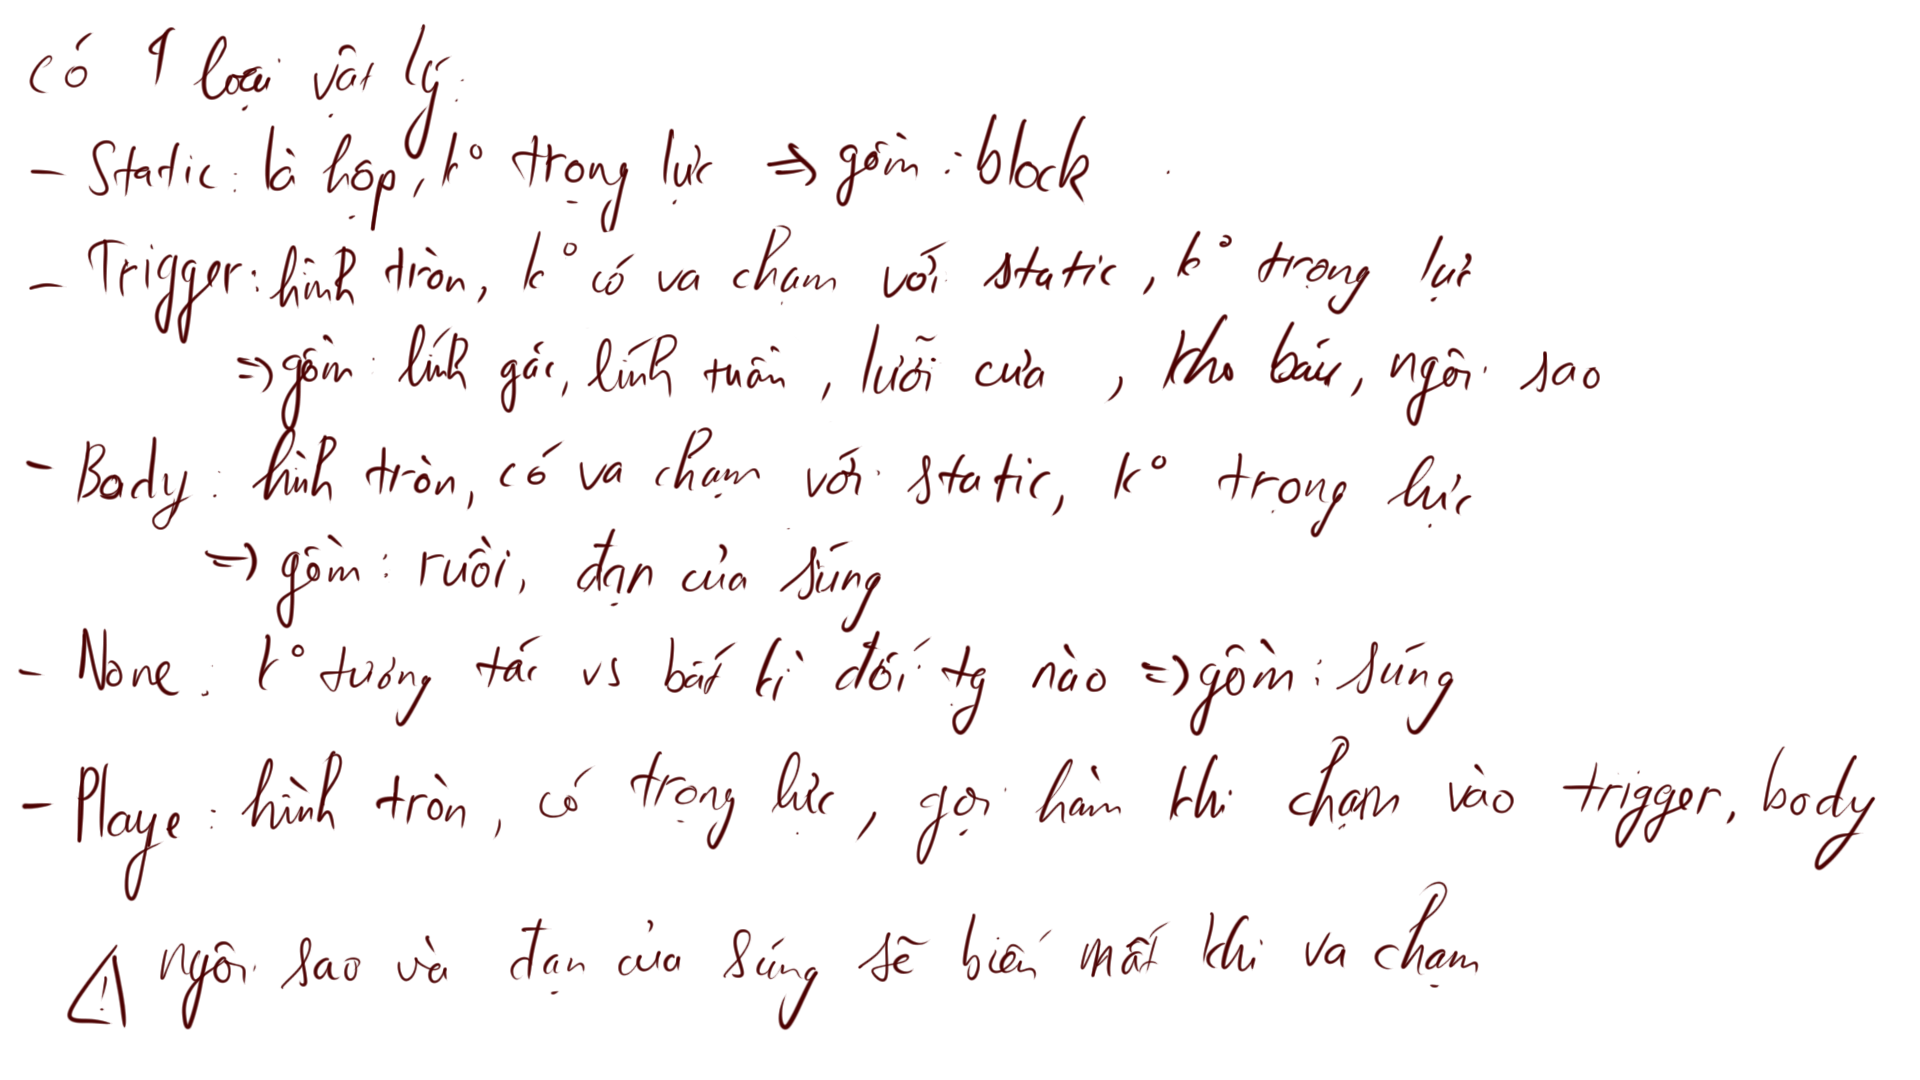 có 4 loại vật lý:
- Static: là hộp, k° trọng lực => gồm: block
- Trigger: hình tròn, k° có va chạm với static, k° trọng lực
=> gồm: lính gác, lính tuần, lưỡi cưa, kho báu, ngôi sao
- Body: hình tròn, có va chạm với static, k° trọng lực
=> gồm: ruồi, đạn của súng
- None: k° tương tác vs bất kì đối tg nào => gồm: súng
- Playe: hình tròn, có trọng lực, gọi hàm khi chạm vào trigger, body
⚠ ngôi sao và đạn của súng sẽ biến mất khi va chạm